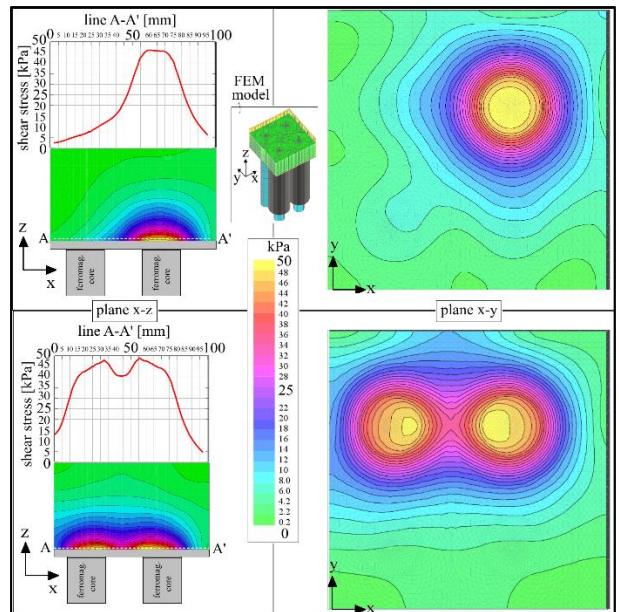 line A-A' [mm]
0 5 10 15 20 25 30 35 40 45 50 55 60 65 70 75 80 85 90 95 100
shear stress [kPa]
50
45
40
35
30
25
20
15
10
5
0
FEM
model
z
y
x
Z
A
A'
x
ferromag.
core
ferromag.
core
y
x
plane x-z
plane x-y
kPa
50
48
46
44
42
40
38
36
34
32
30
28
25
22
20
18
16
14
12
10
8.0
6.0
4.2
2.0
0.2
0
line A-A' [mm]
0 5 10 15 20 25 30 35 40 45 50 55 60 65 70 75 80 85 90 95 100
shear stress [kPa]
50
45
40
35
30
25
20
15
10
5
0
Z
A
A'
x
ferromag.
core
ferromag.
core
y
x